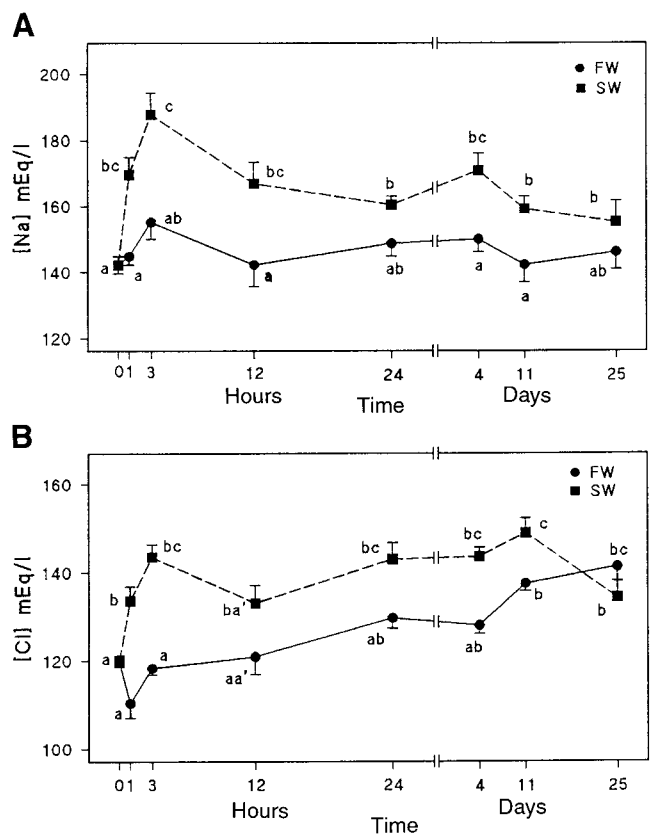 A
200
180
160
140
120
[Na] mEq/l
FW
SW
a
bc
a
c
ab
bc
a
b
ab
bc
a
b
a
b
ab
0 1 3 12 24 4 11 25
Hours Time Days
B
160
140
120
100
[Cl] mEq/l
FW
SW
a
b
a
bc
a
ba'
aa'
bc
ab
bc
ab
c
b
bc
b
0 1 3 12 24 4 11 25
Hours Time Days